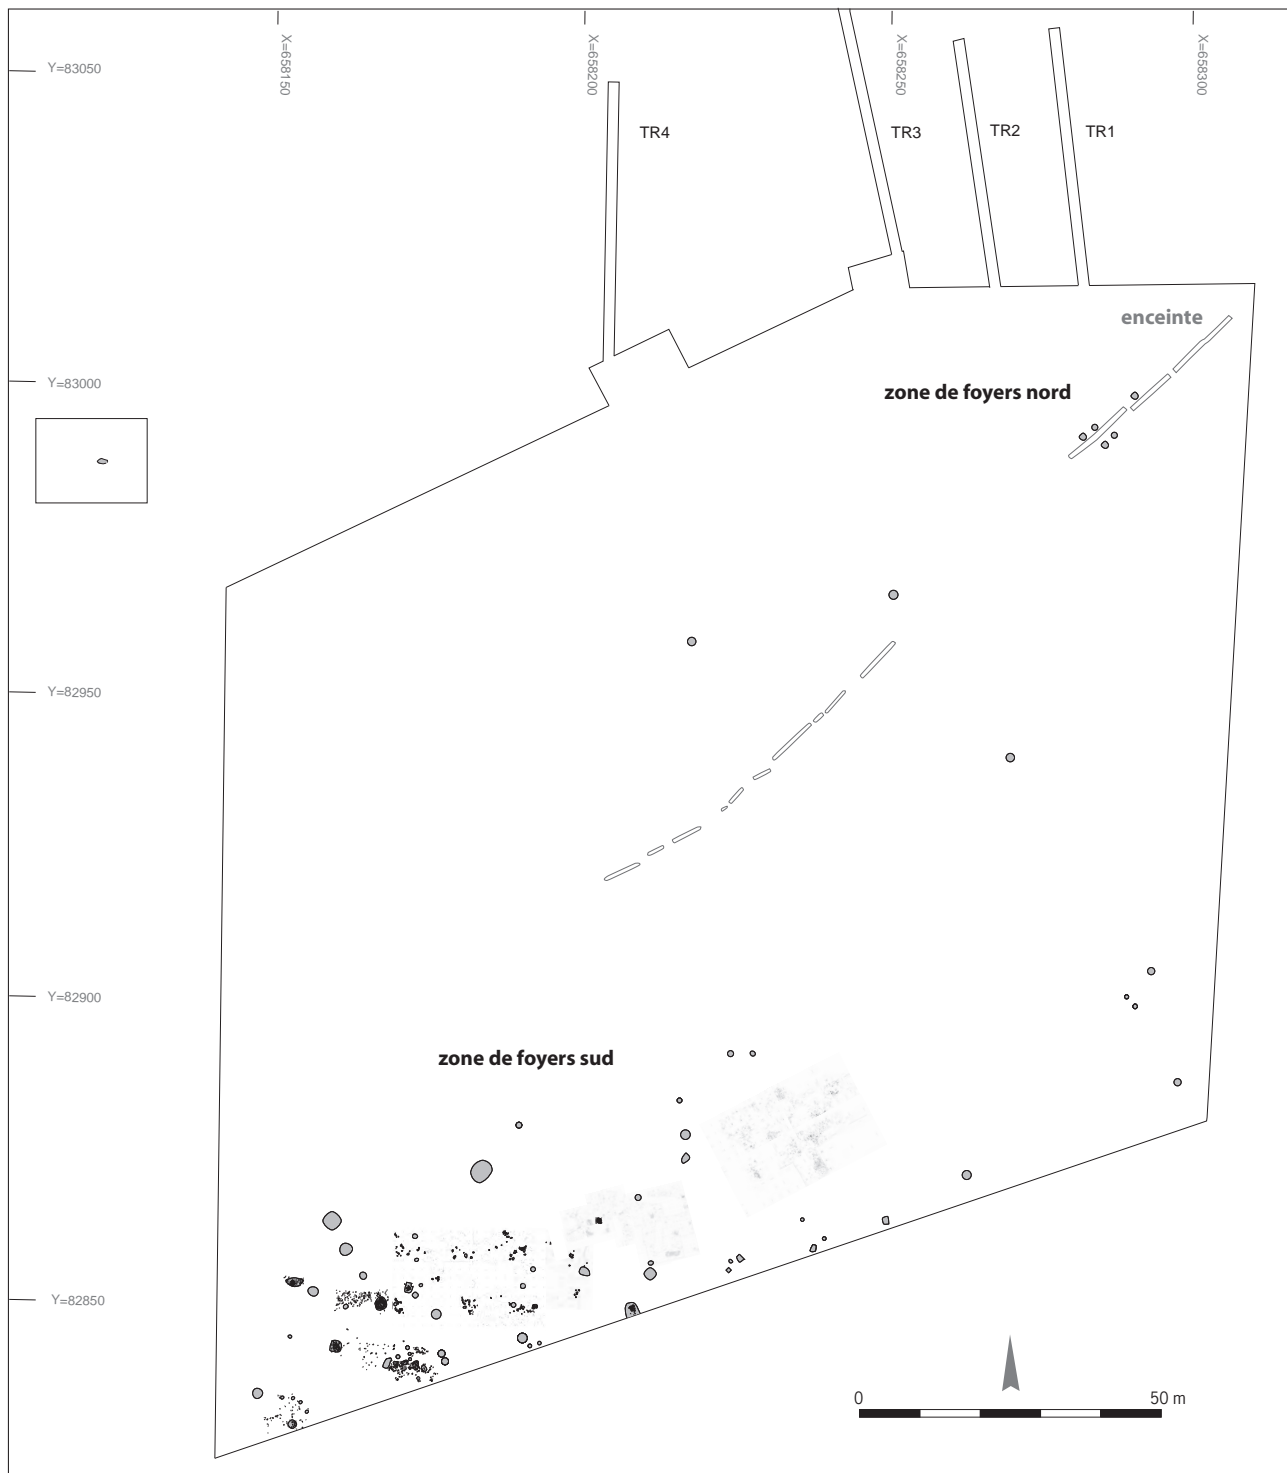 X=658150
X=658200
X=658250
X=658300
Y=83050
TR4
TR3
TR2
TR1
enceinte
Y=83000
zone de foyers nord
Y=82950
Y=82900
zone de foyers sud
Y=82850
0
50 m